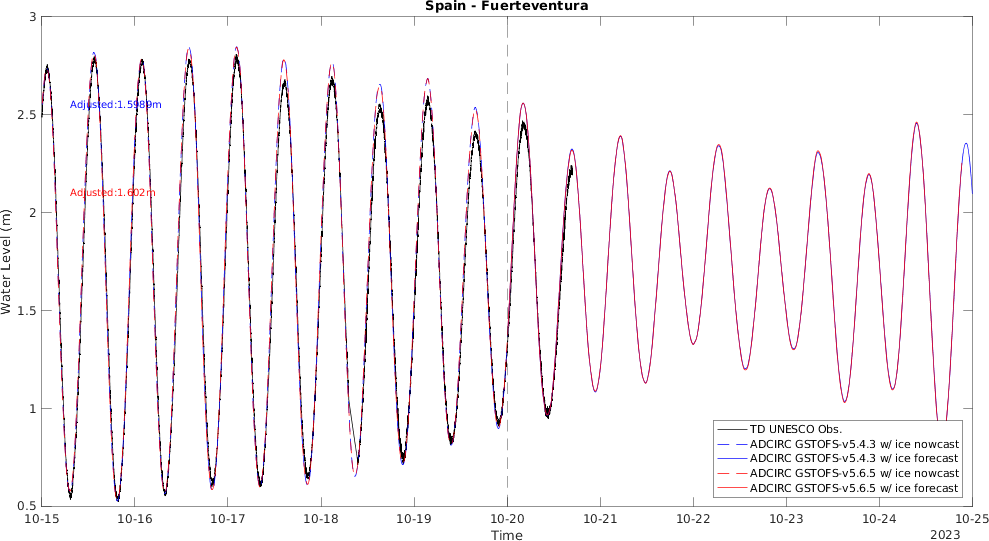 Spain - Fuerteventura
3
2.5
2
1.5
1
0.5
Water Level (m)
Adjusted:1.5989m
Adjusted:1.602m
TD UNESCO Obs.
ADCIRC GSTOFS-v5.4.3 w/ ice nowcast
ADCIRC GSTOFS-v5.4.3 w/ ice forecast
ADCIRC GSTOFS-v5.6.5 w/ ice nowcast
ADCIRC GSTOFS-v5.6.5 w/ ice forecast
10-15 10-16 10-17 10-18 10-19 10-20 10-21 10-22 10-23 10-24 10-25
Time
2023